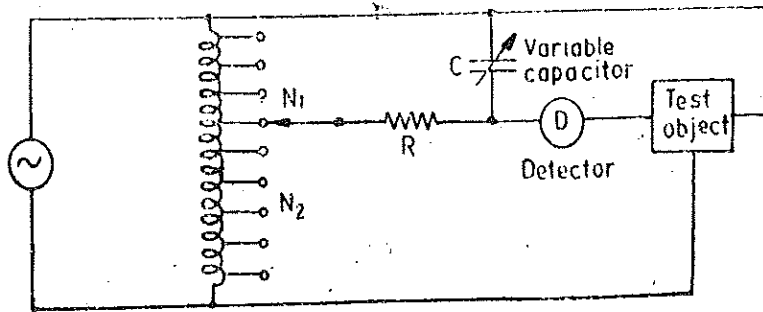 C
Variable
capacitor
N1
R
D
Detector
Test
object
N2